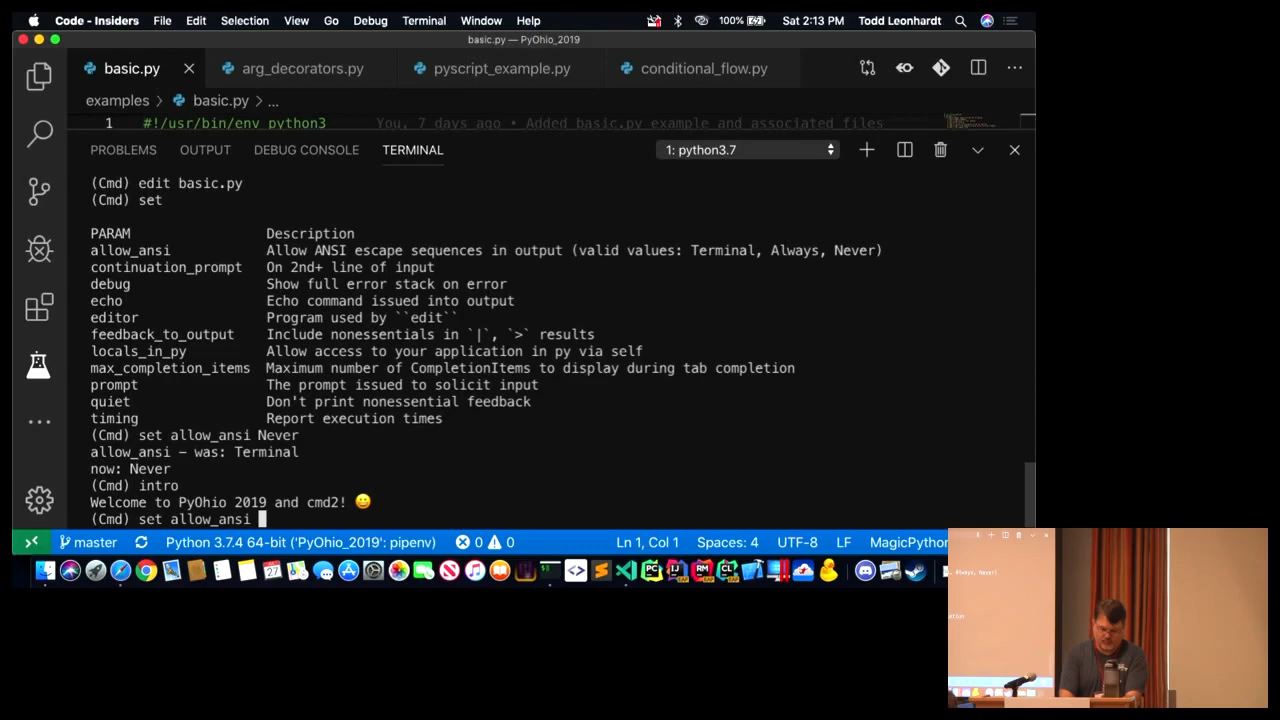 Code - Insiders File Edit Selection View Go Debug Terminal Window Help 100% Sat 2:13 PM Todd Leonhardt
basic.py — PyOhio_2019
basic.py arg_decorators.py pyscript_example.py conditional_flow.py
examples > basic.py > ...
1 #!/usr/bin/env python3 You, 7 days ago • Added basic.py example and associated files
PROBLEMS OUTPUT DEBUG CONSOLE TERMINAL 1: python3.7
(Cmd) edit basic.py
(Cmd) set
PARAM Description
allow_ansi Allow ANSI escape sequences in output (valid values: Terminal, Always, Never)
continuation_prompt On 2nd+ line of input
debug Show full error stack on error
echo Echo command issued into output
editor Program used by ``edit``
feedback_to_output Include nonessentials in `|`, `>` results
locals_in_py Allow access to your application in py via self
max_completion_items Maximum number of CompletionItems to display during tab completion
prompt The prompt issued to solicit input
quiet Don't print nonessential feedback
timing Report execution times
(Cmd) set allow_ansi Never
allow_ansi - was: Terminal
now: Never
(Cmd) intro
Welcome to PyOhio 2019 and cmd2! 😀
(Cmd) set allow_ansi
master Python 3.7.4 64-bit ('PyOhio_2019': pipenv) 0 0 Ln 1, Col 1 Spaces: 4 UTF-8 LF MagicPython